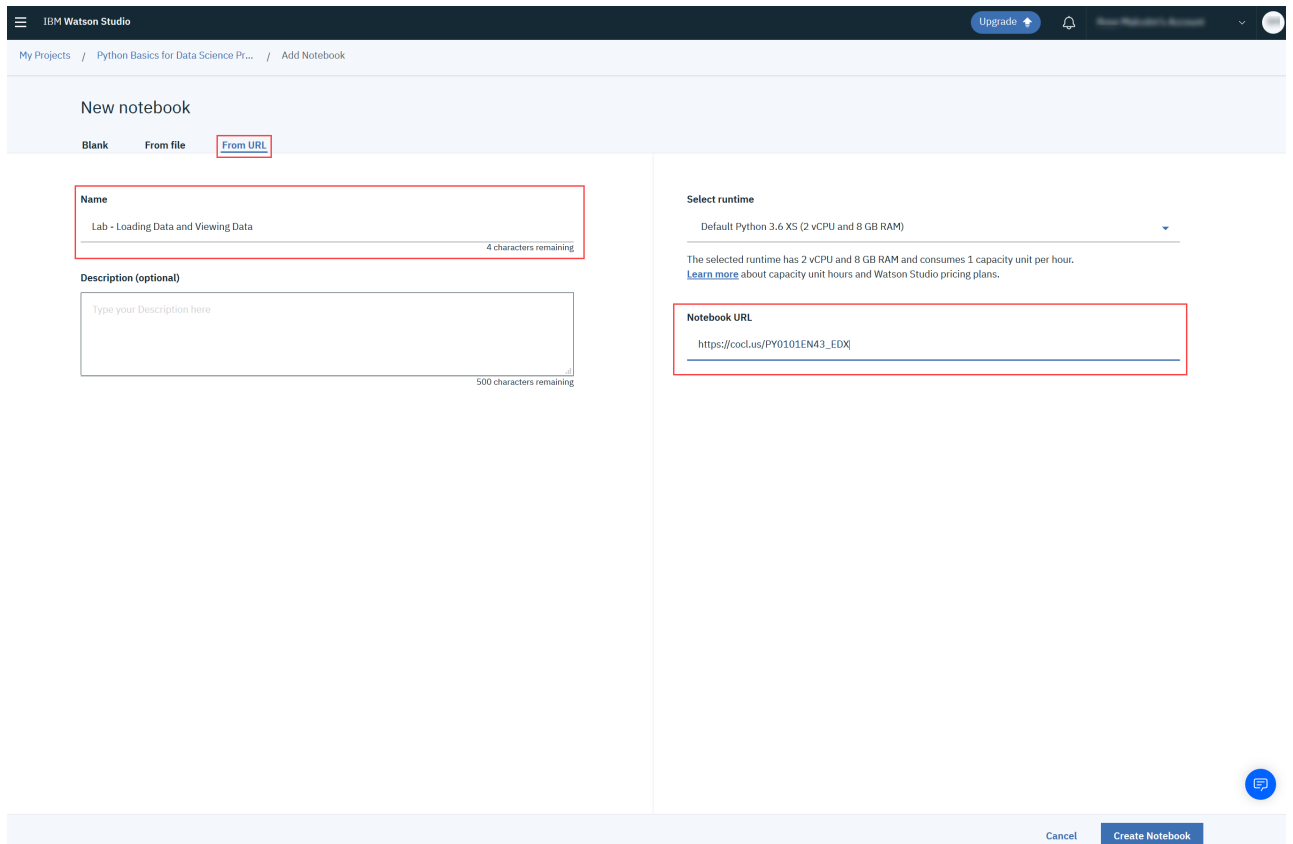 IBM Watson Studio
Upgrade
My Projects / Python Basics for Data Science Pr... / Add Notebook
New notebook
Blank From file From URL
Name
Lab - Loading Data and Viewing Data
4 characters remaining
Description (optional)
Type your Description here
500 characters remaining
Select runtime
Default Python 3.6 XS (2 vCPU and 8 GB RAM)
The selected runtime has 2 vCPU and 8 GB RAM and consumes 1 capacity unit per hour.
Learn more about capacity unit hours and Watson Studio pricing plans.
Notebook URL
https://cocl.us/PY0101EN43_EDX
Cancel Create Notebook